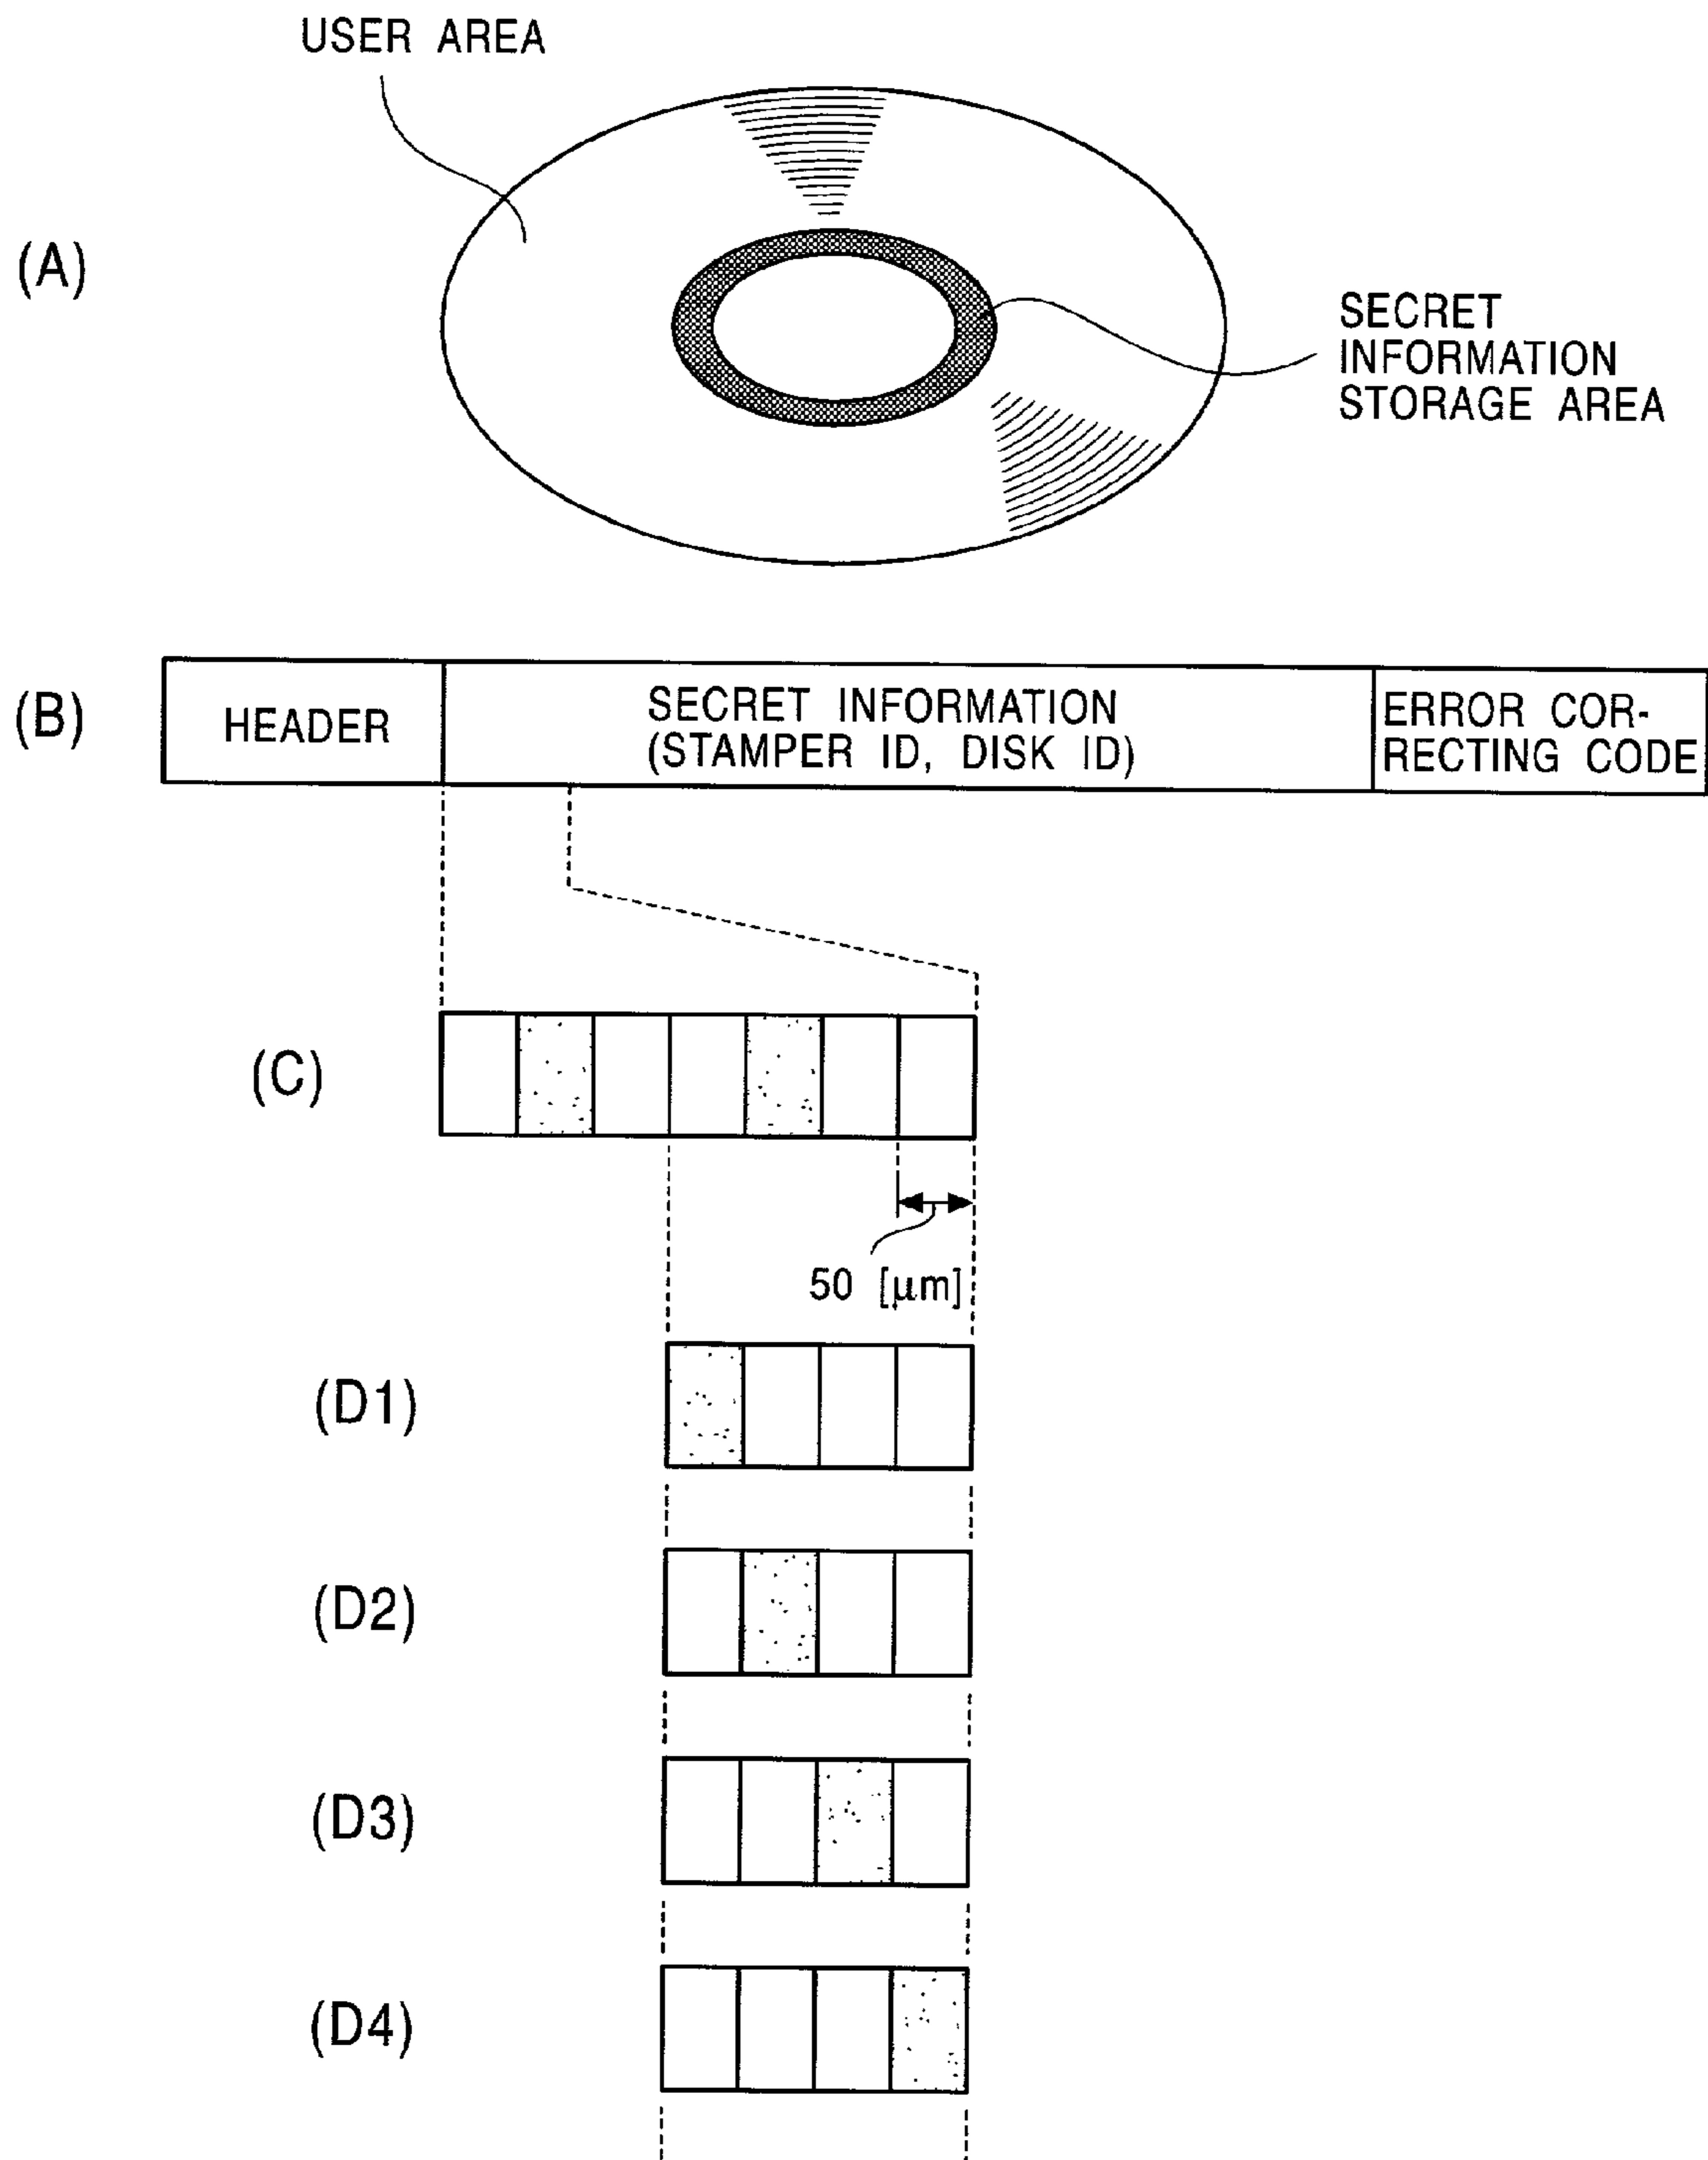 USER AREA
(A)
SECRET
INFORMATION
STORAGE AREA
(B)
HEADER
SECRET INFORMATION
(STAMPER ID, DISK ID)
ERROR COR-
RECTING CODE
(C)
50 [μm]
(D1)
(D2)
(D3)
(D4)